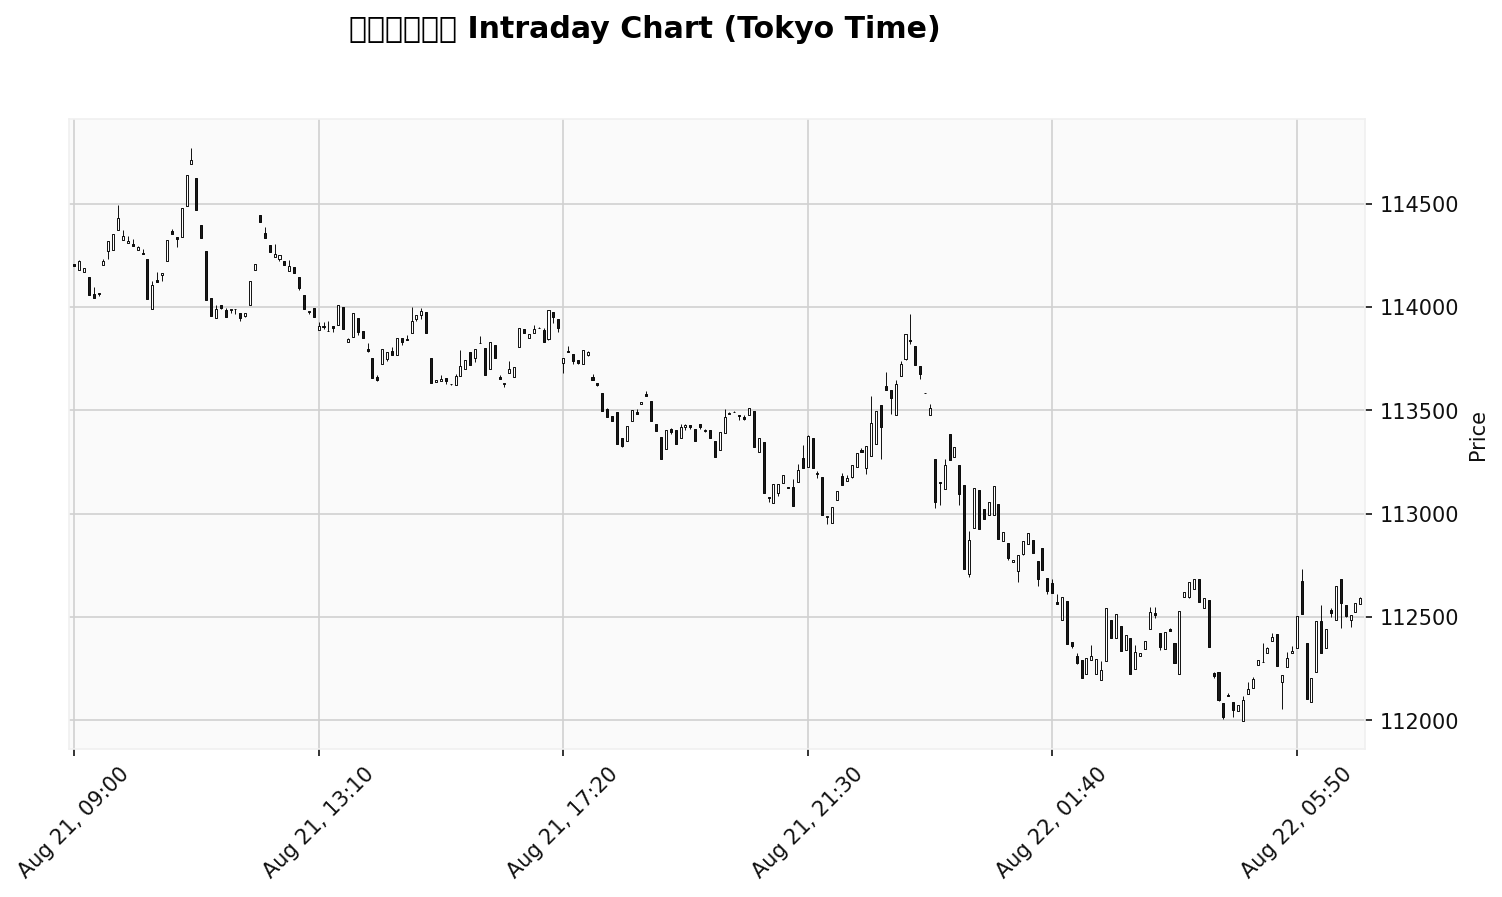 Intraday Chart (Tokyo Time)
114500
114000
113500
113000
112500
112000
Price
Aug 21, 09:00
Aug 21, 13:10
Aug 21, 17:20
Aug 21, 21:30
Aug 22, 01:40
Aug 22, 05:50